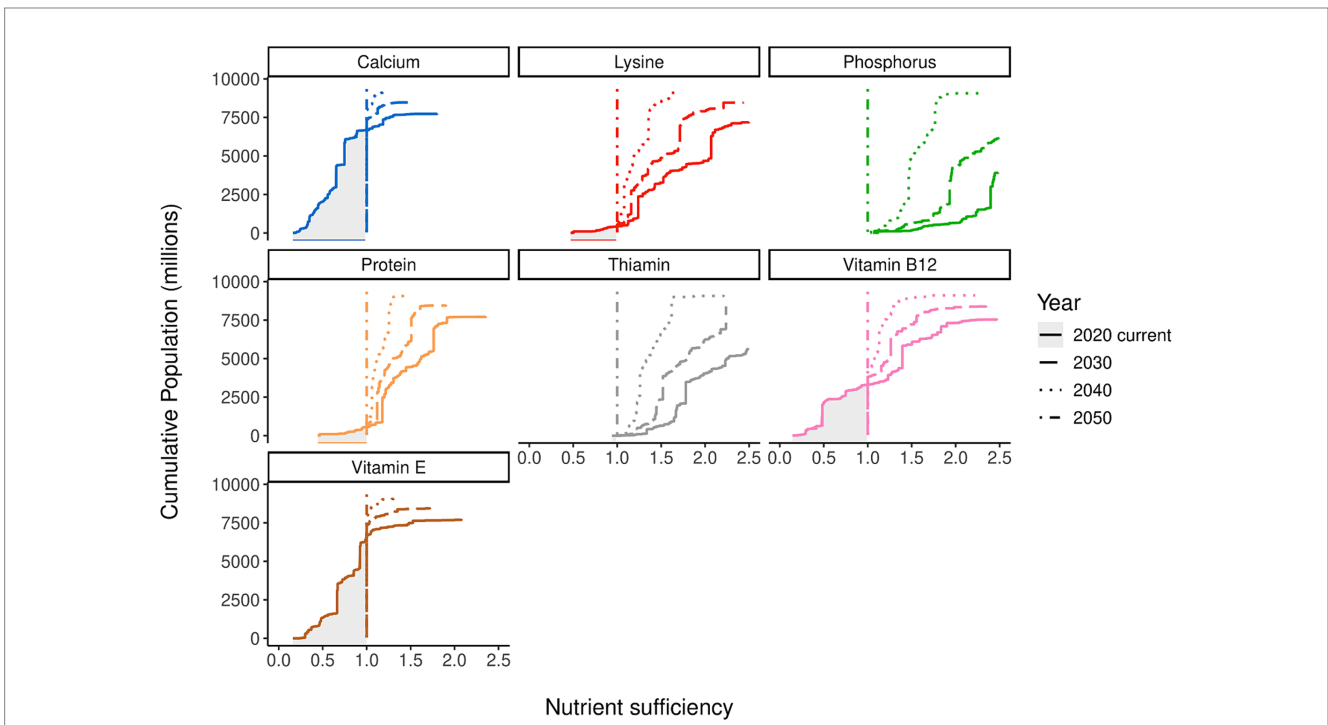 Calcium
Lysine
Phosphorus
10000
7500
5000
2500
0
Protein
Thiamin
Vitamin B12
10000
7500
5000
2500
0
0.0 0.5 1.0 1.5 2.0 2.5
0.0 0.5 1.0 1.5 2.0 2.5
Vitamin E
10000
7500
5000
2500
0
0.0 0.5 1.0 1.5 2.0 2.5
Cumulative Population (millions)
Nutrient sufficiency
Year
2020 current
2030
2040
2050